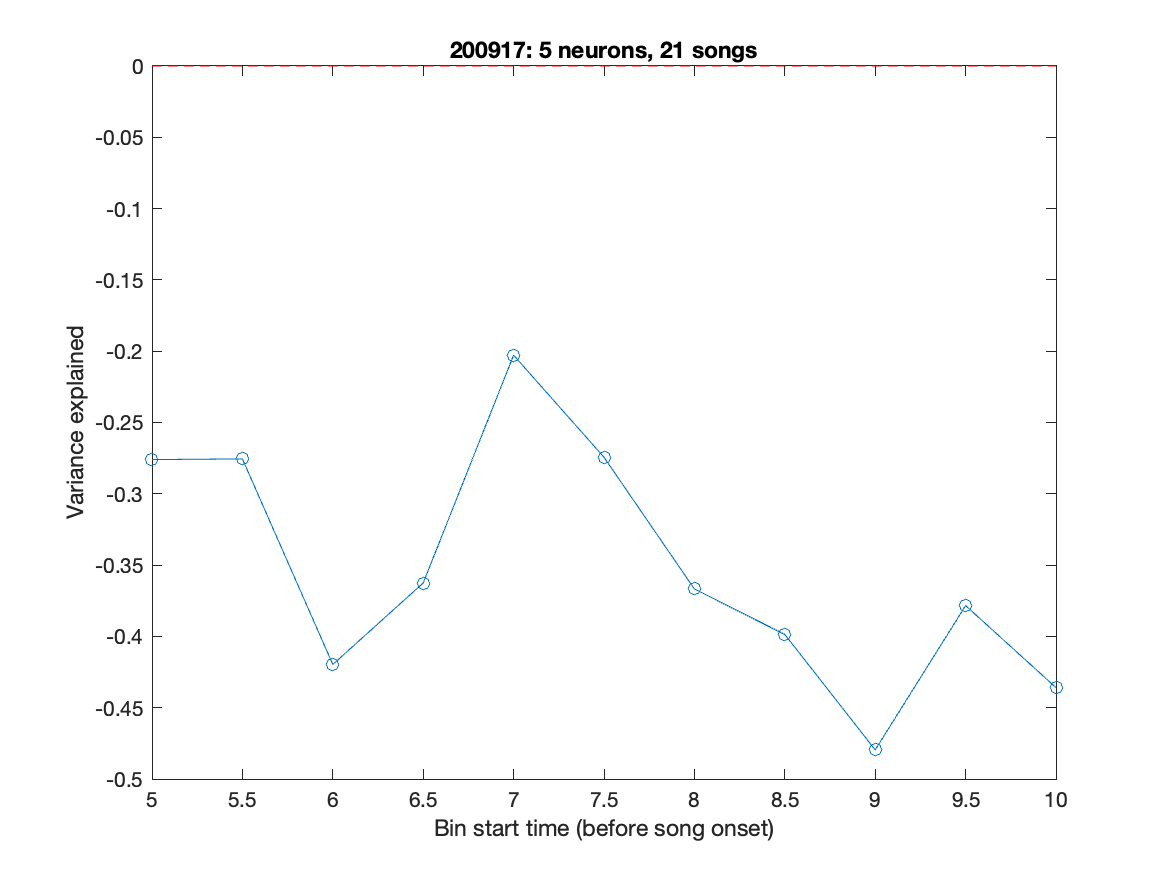 200917: 5 neurons, 21 songs
0
-0.05
-0.1
-0.15
-0.2
-0.25
-0.3
-0.35
-0.4
-0.45
-0.5
Variance explained
5 5.5 6 6.5 7 7.5 8 8.5 9 9.5 10
Bin start time (before song onset)